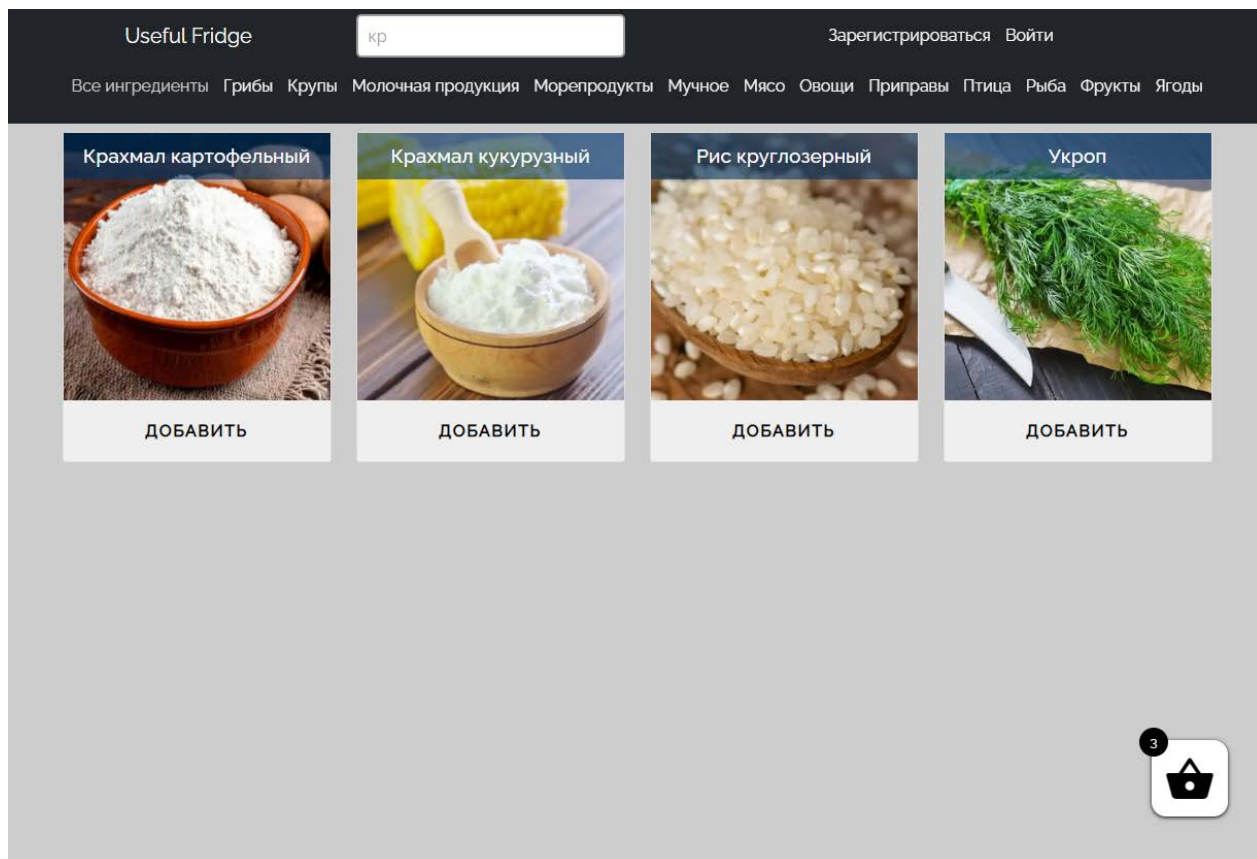 Useful Fridge
кр
Зарегистрироваться Войти
Все ингредиенты Грибы Крупы Молочная продукция Морепродукты Мучное Мясо Овощи Приправы Птица Рыба Фрукты Ягоды
Крахмал картофельный
Крахмал кукурузный
Рис круглозерный
Укроп
ДОБАВИТЬ
ДОБАВИТЬ
ДОБАВИТЬ
ДОБАВИТЬ
3